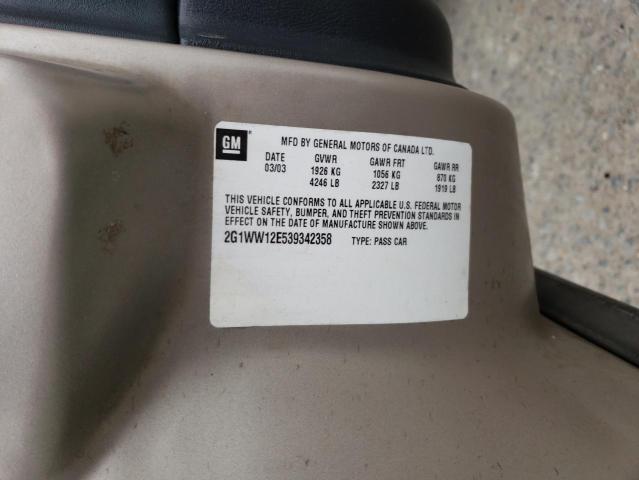 GM
MFD BY GENERAL MOTORS OF CANADA LTD.
DATE GVWR GAWR FRT GAWR RR
03/03 1926 KG 1056 KG 870 KG
4246 LB 2327 LB 1919 LB
THIS VEHICLE CONFORMS TO ALL APPLICABLE U.S. FEDERAL MOTOR
VEHICLE SAFETY, BUMPER, AND THEFT PREVENTION STANDARDS IN
EFFECT ON THE DATE OF MANUFACTURE SHOWN ABOVE.
2G1WW12E539342358 TYPE: PASS CAR